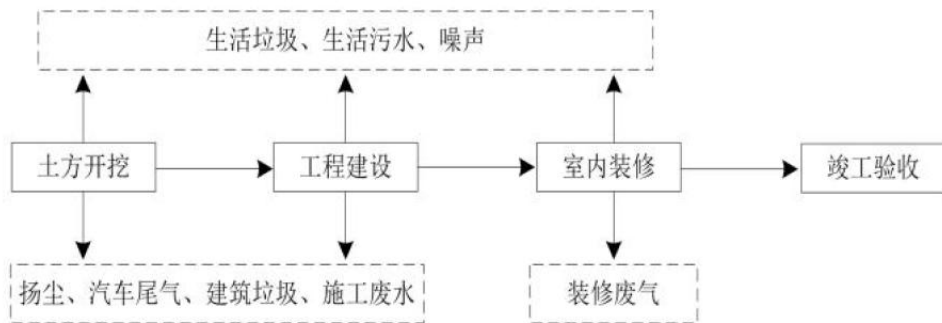 生活垃圾、生活污水、噪声
土方开挖
工程建设
室内装修
竣工验收
扬尘、汽车尾气、建筑垃圾、施工废水
装修废气